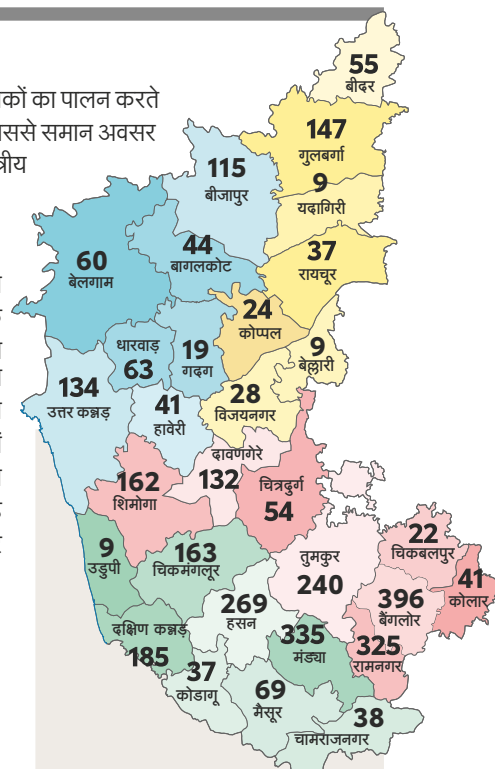 कों का पालन करते
ससे समान अवसर
त्रीय
55
बीदर
147
गुलबर्गा
9
यदागिरी
115
बीजापुर
37
रायचूर
44
बागलकोट
60
बेलगाम
24
कोप्पल
9
बेल्लारी
धारवाड़
63
19
गदग
28
विजयनगर
134
उत्तर कन्नड़
41
हावेरी
दावणगेरे
132
162
शिमोगा
चित्रदुर्ग
54
9
उडुपी
163
चिकमंगलूर
तुमकुर
240
22
चिकबलपुर
41
कोलार
396
बैंगलोर
269
हसन
335
मंड्या
325
रामनगर
दक्षिण कन्नड़
185
37
कोडागू
69
मैसूर
38
चामराजनगर